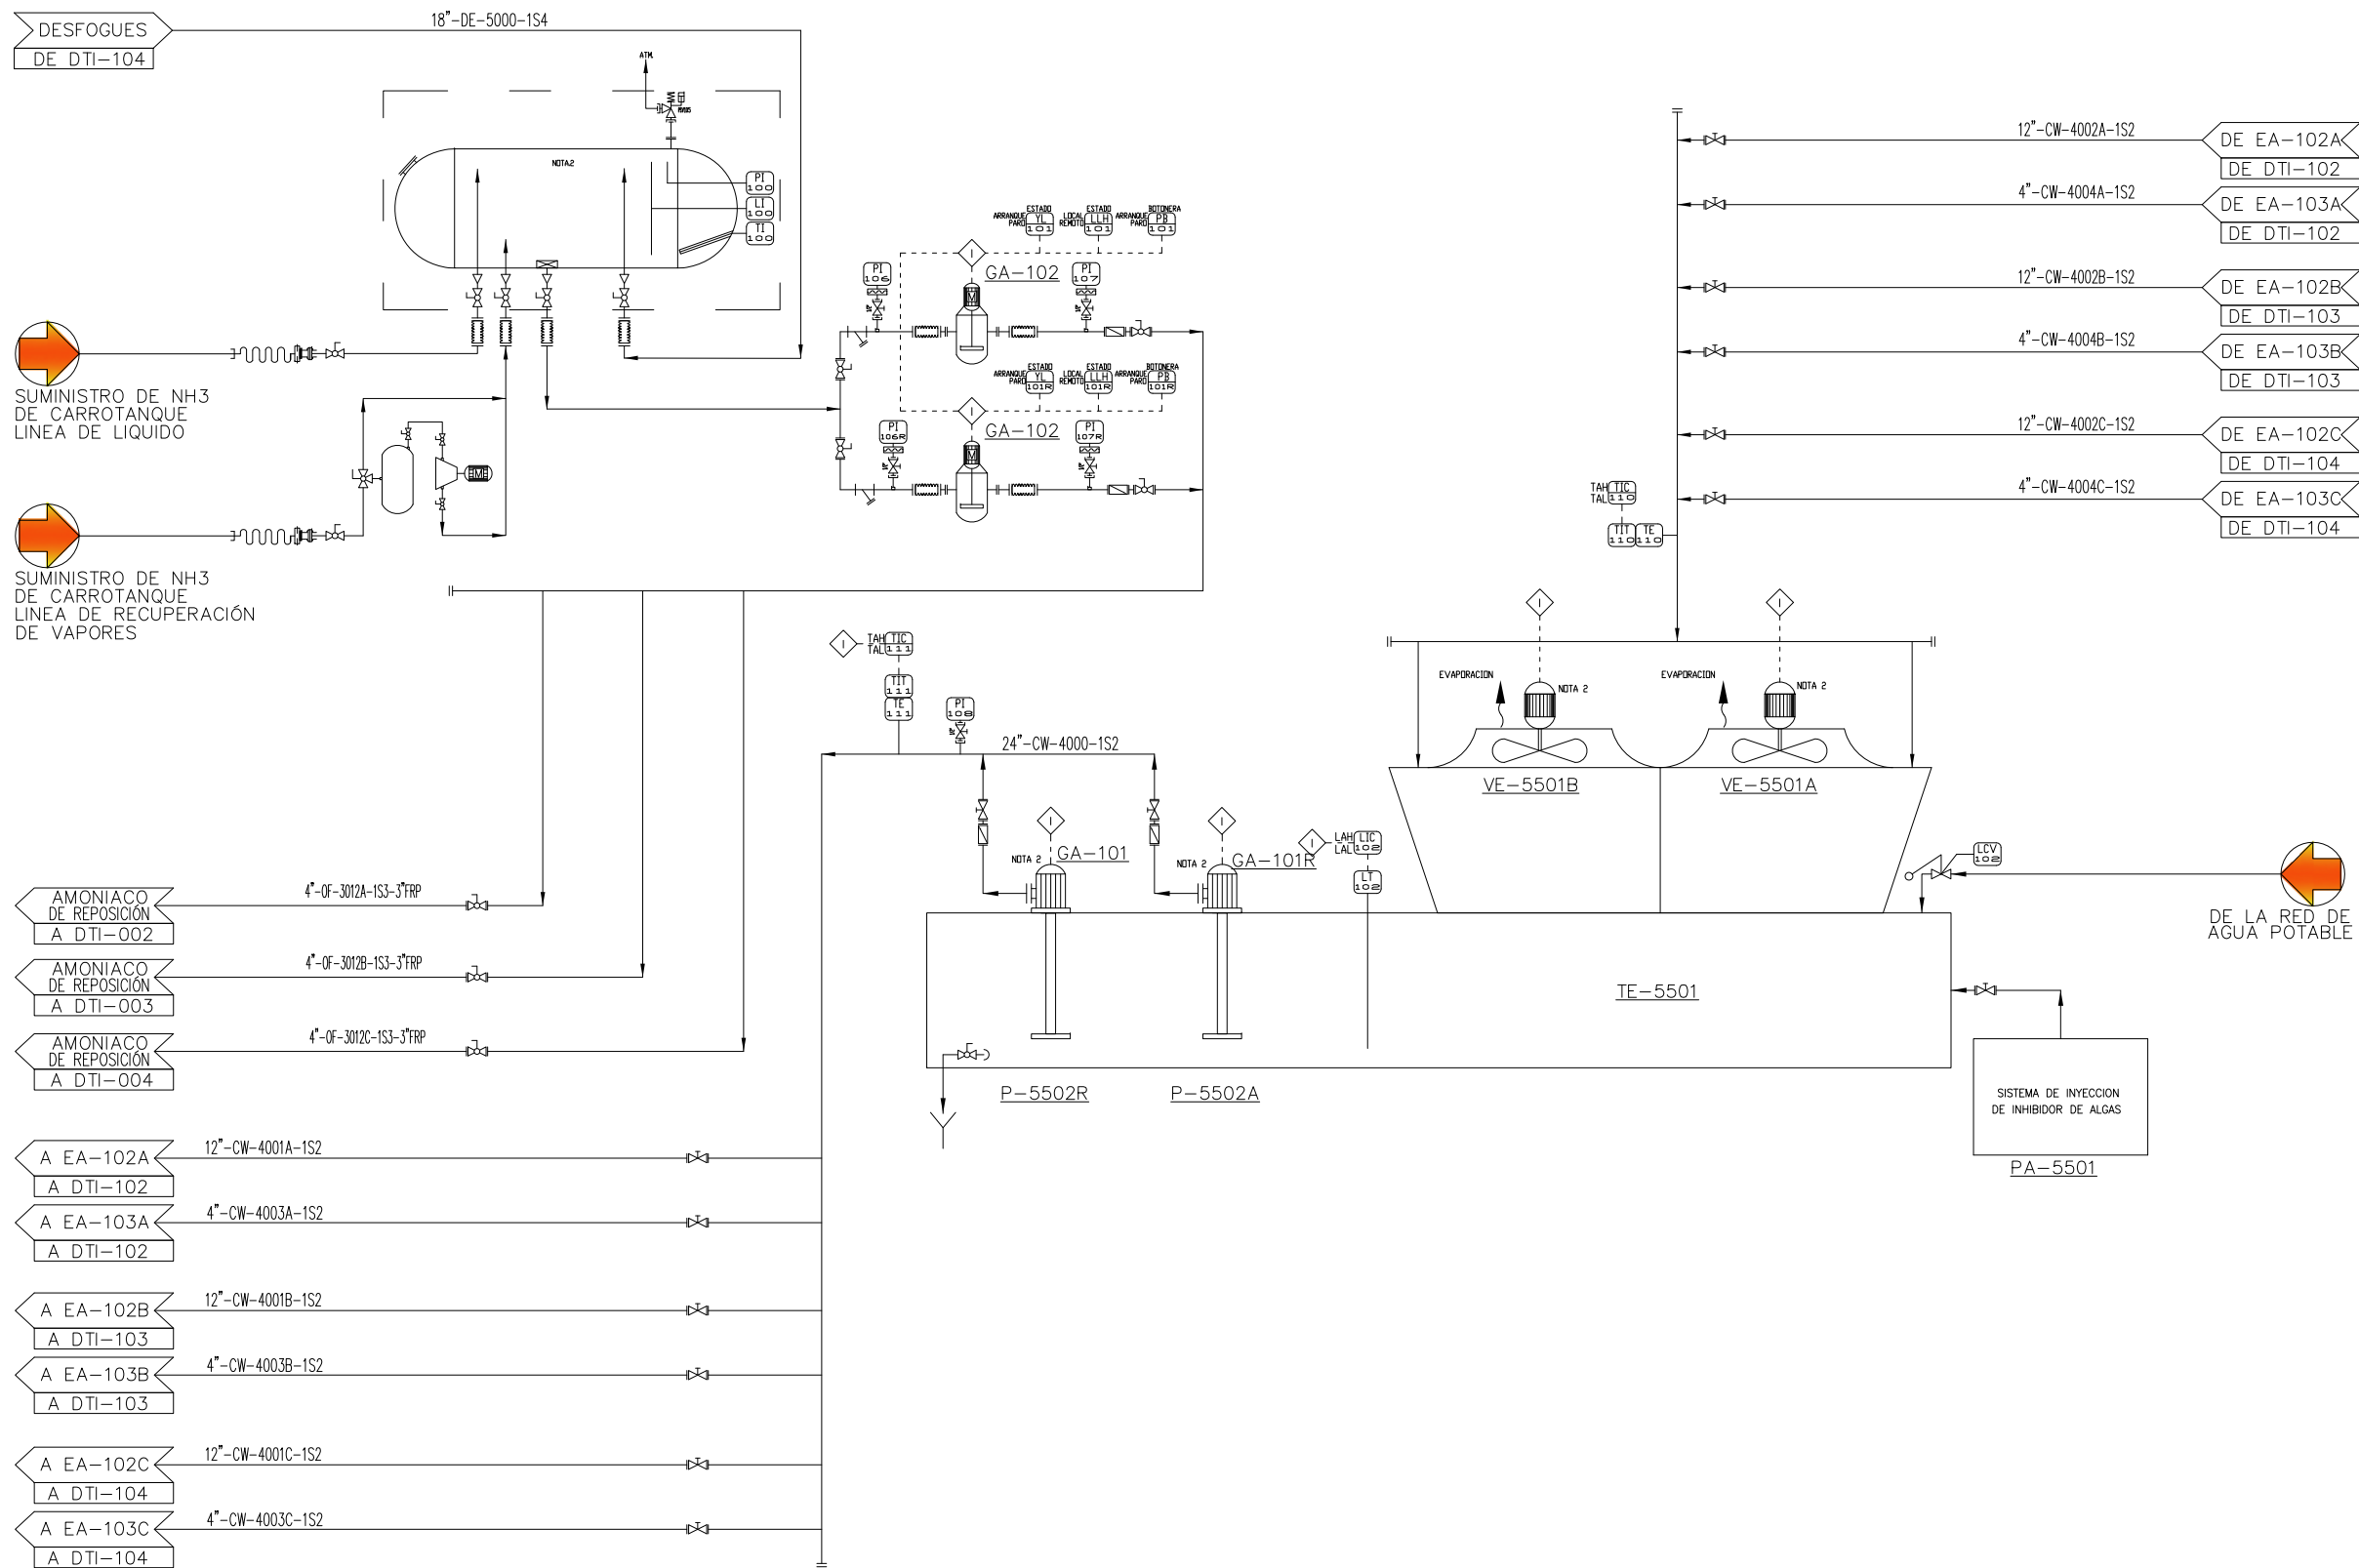 DESFOGUES
DE DTI-104
18"-DE-5000-1S4
ATM.
NOTA2
PI
100
LI
100
TI
100
SUMINISTRO DE NH3
DE CARROTANQUE
LINEA DE LIQUIDO
SUMINISTRO DE NH3
DE CARROTANQUE
LINEA DE RECUPERACIÓN
DE VAPORES
M
PI
106
I
GA-102
M
ARRANQUE
PARO
ESTADO
YL
101
LOCAL
REMOTO
ESTADO
LLH
101
ARRANQUE
PARO
BOTONERA
PB
101
PI
107
PI
106R
I
GA-102
M
ARRANQUE
PARO
ESTADO
YL
101R
LOCAL
REMOTO
ESTADO
LLH
101R
ARRANQUE
PARO
BOTONERA
PB
101R
PI
107R
12"-CW-4002A-1S2
DE EA-102A
DE DTI-102
4"-CW-4004A-1S2
DE EA-103A
DE DTI-102
12"-CW-4002B-1S2
DE EA-102B
DE DTI-103
4"-CW-4004B-1S2
DE EA-103B
DE DTI-103
12"-CW-4002C-1S2
DE EA-102C
DE DTI-104
4"-CW-4004C-1S2
DE EA-103C
DE DTI-104
TAH
TAL
TIC
110
TIT
110
TE
110
I
I
EVAPORACION
NOTA 2
EVAPORACION
NOTA 2
VE-5501B
VE-5501A
I
TAH
TAL
TIC
111
TIT
111
TE
111
PI
108
24"-CW-4000-1S2
I
NOTA 2
GA-101
I
NOTA 2
GA-101R
I
LAH
LAL
LIC
102
LT
102
LCV
102
DE LA RED DE
AGUA POTABLE
TE-5501
P-5502R
P-5502A
SISTEMA DE INYECCION
DE INHIBIDOR DE ALGAS
PA-5501
AMONIACO
DE REPOSICIÓN
A DTI-002
4"-OF-3012A-1S3-3"FRP
AMONIACO
DE REPOSICIÓN
A DTI-003
4"-OF-3012B-1S3-3"FRP
AMONIACO
DE REPOSICIÓN
A DTI-004
4"-OF-3012C-1S3-3"FRP
A EA-102A
A DTI-102
12"-CW-4001A-1S2
A EA-103A
A DTI-102
4"-CW-4003A-1S2
A EA-102B
A DTI-103
12"-CW-4001B-1S2
A EA-103B
A DTI-103
4"-CW-4003B-1S2
A EA-102C
A DTI-104
12"-CW-4001C-1S2
A EA-103C
A DTI-104
4"-CW-4003C-1S2